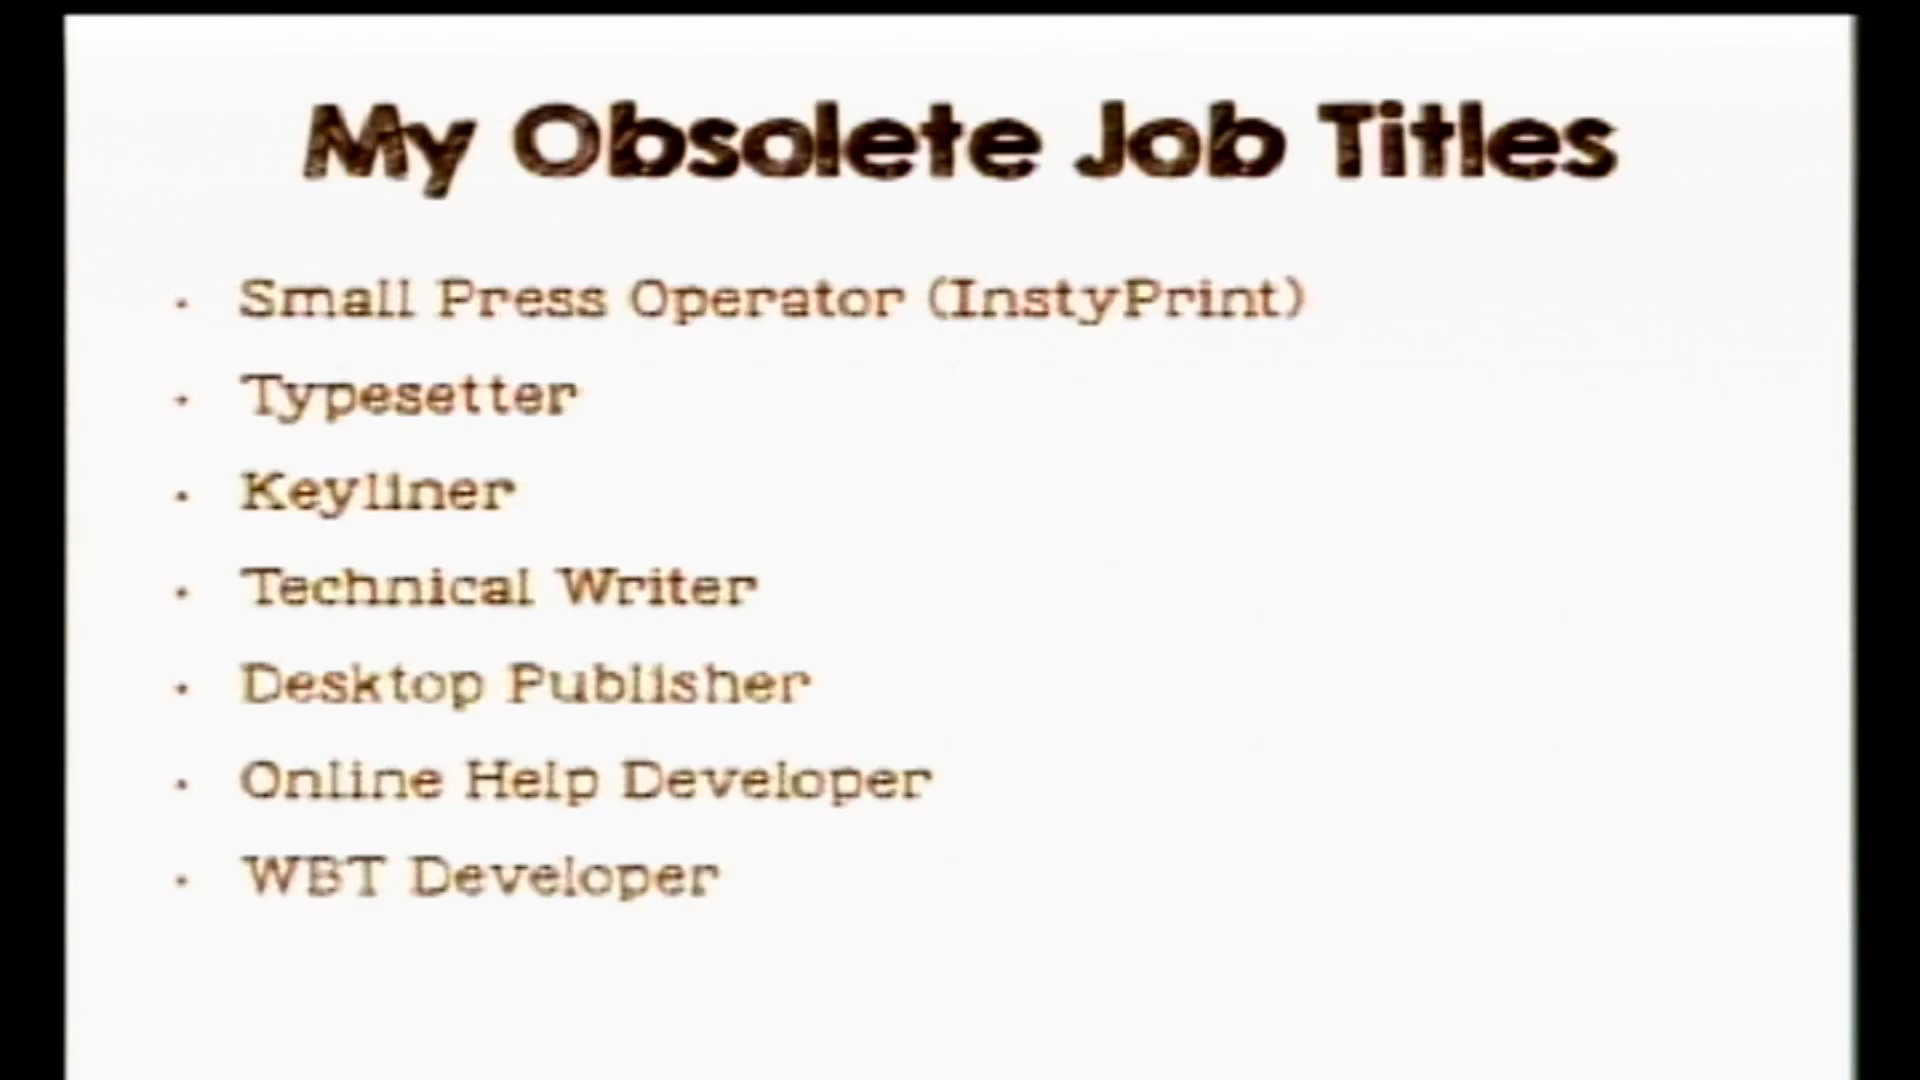 My Obsolete Job Titles
· Small Press Operator (InstyPrint)
· Typesetter
· Keyliner
· Technical Writer
· Desktop Publisher
· Online Help Developer
· WBT Developer